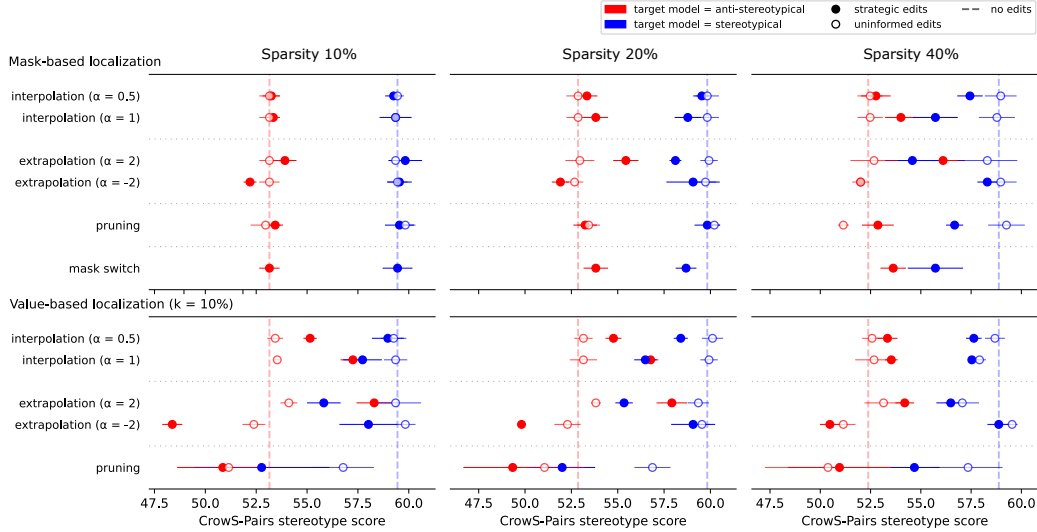 target model = anti-stereotypical
target model = stereotypical
strategic edits
uninformed edits
no edits
Mask-based localization
Sparsity 10%
Sparsity 20%
Sparsity 40%
interpolation (α = 0.5)
interpolation (α = 1)
extrapolation (α = 2)
extrapolation (α = -2)
pruning
mask switch
Value-based localization (k = 10%)
interpolation (α = 0.5)
interpolation (α = 1)
extrapolation (α = 2)
extrapolation (α = -2)
pruning
47.5 50.0 52.5 55.0 57.5 60.0
47.5 50.0 52.5 55.0 57.5 60.0
47.5 50.0 52.5 55.0 57.5 60.0
CrowS-Pairs stereotype score
CrowS-Pairs stereotype score
CrowS-Pairs stereotype score